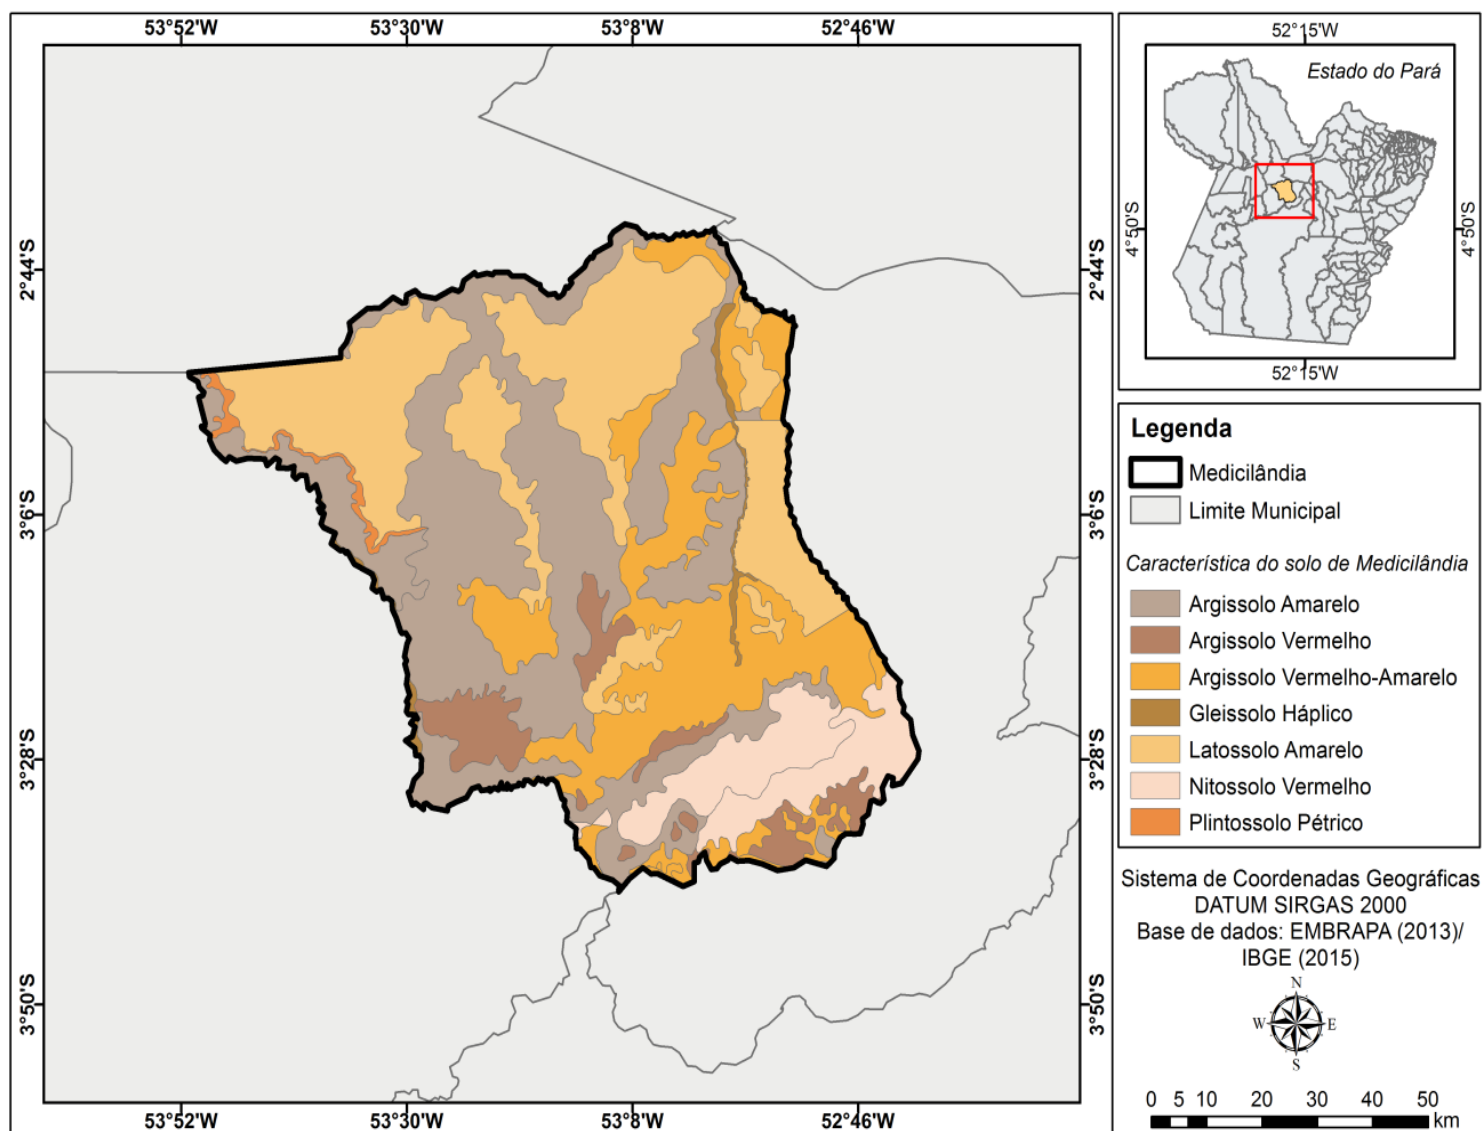 53°52'W 53°30'W 53°8'W 52°46'W
2°44'S 2°44'S
3°6'S 3°6'S
3°28'S 3°28'S
3°50'S 3°50'S
53°52'W 53°30'W 53°8'W 52°46'W
52°15'W
Estado do Pará
4°50'S 4°50'S
52°15'W
Legenda
Medicilândia
Limite Municipal
Característica do solo de Medicilândia
Argissolo Amarelo
Argissolo Vermelho
Argissolo Vermelho-Amarelo
Gleissolo Háplico
Latossolo Amarelo
Nitossolo Vermelho
Plintossolo Pétrico
Sistema de Coordenadas Geográficas
DATUM SIRGAS 2000
Base de dados: EMBRAPA (2013)/
IBGE (2015)
N
W E
S
0 5 10 20 30 40 50
km